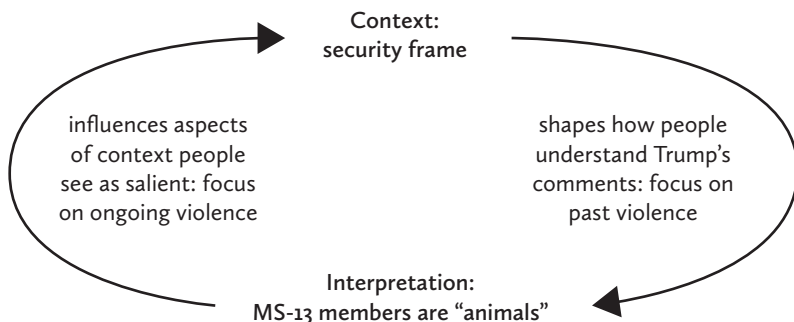 Context:
security frame
influences aspects
of context people
see as salient: focus
on ongoing violence
shapes how people
understand Trump’s
comments: focus on
past violence
Interpretation:
MS-13 members are “animals”